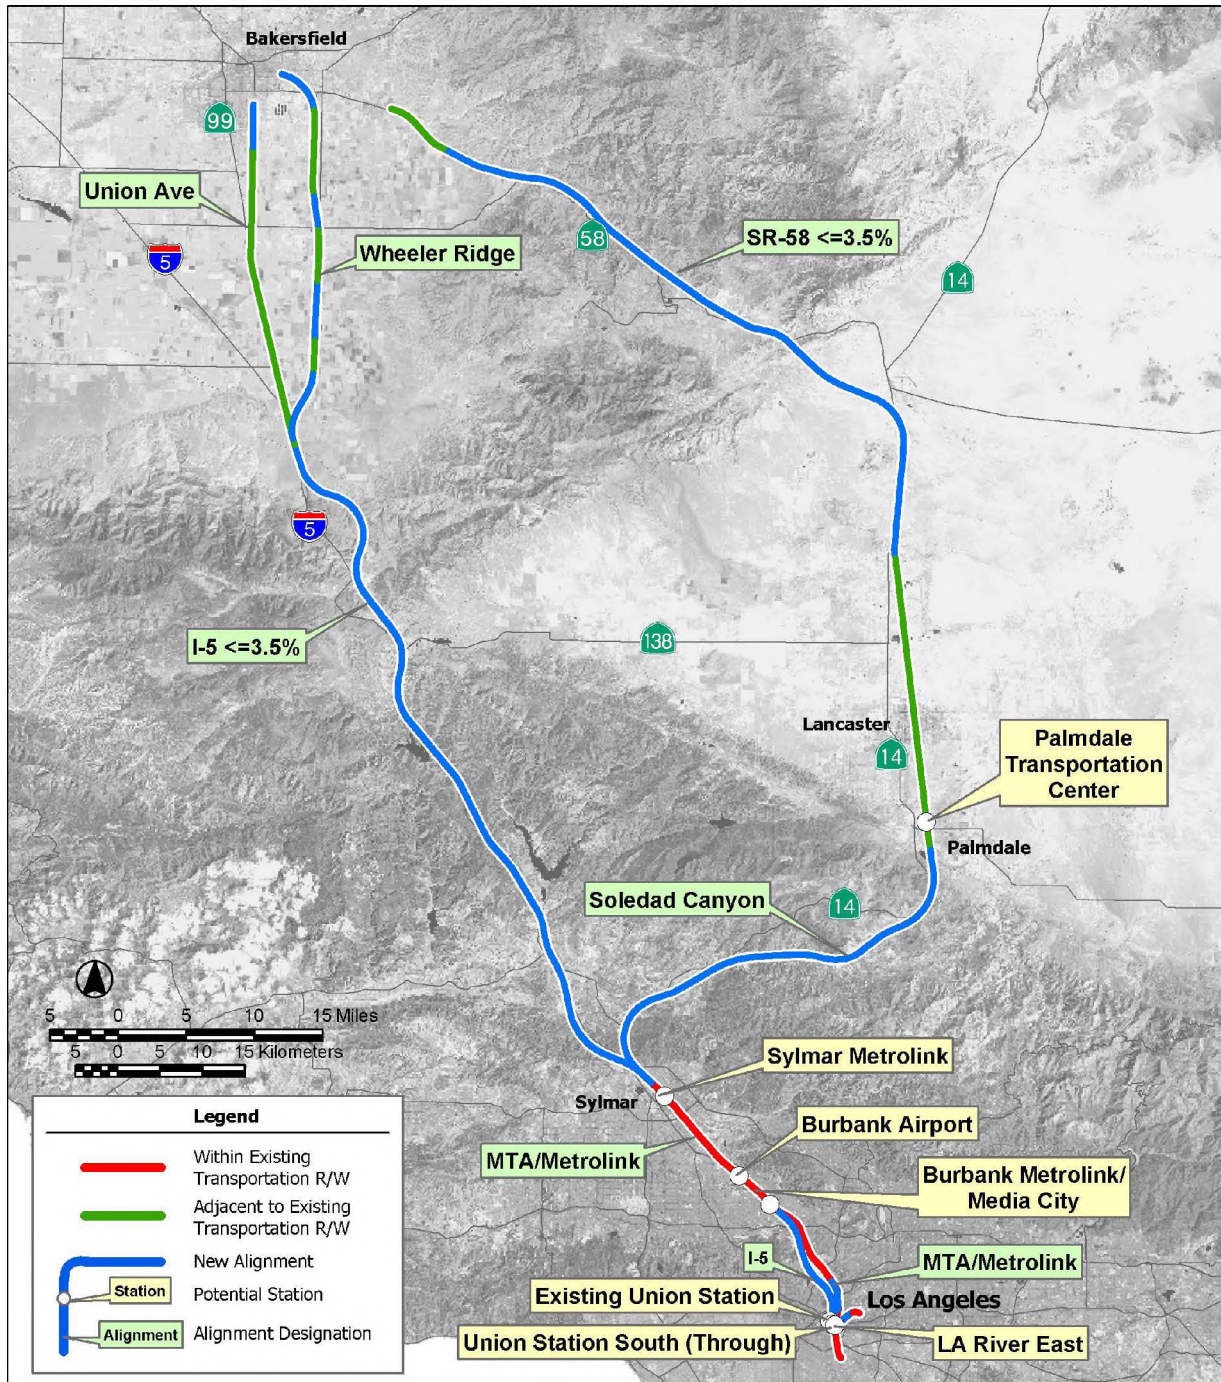 Bakersfield
99
Union Ave
Wheeler Ridge
5
58
SR-58 <=3.5%
14
5
I-5 <=3.5%
138
Lancaster
14
Palmdale
Transportation
Center
Palmdale
Soledad Canyon
14
5 0 5 10 15 Miles
5 0 5 10 15 Kilometers
Sylmar Metrolink
Sylmar
Burbank Airport
MTA/Metrolink
Burbank Metrolink/
Media City
I-5
MTA/Metrolink
Existing Union Station
Los Angeles
Union Station South (Through)
LA River East
Legend
Within Existing
Transportation R/W
Adjacent to Existing
Transportation R/W
New Alignment
Station
Potential Station
Alignment
Alignment Designation